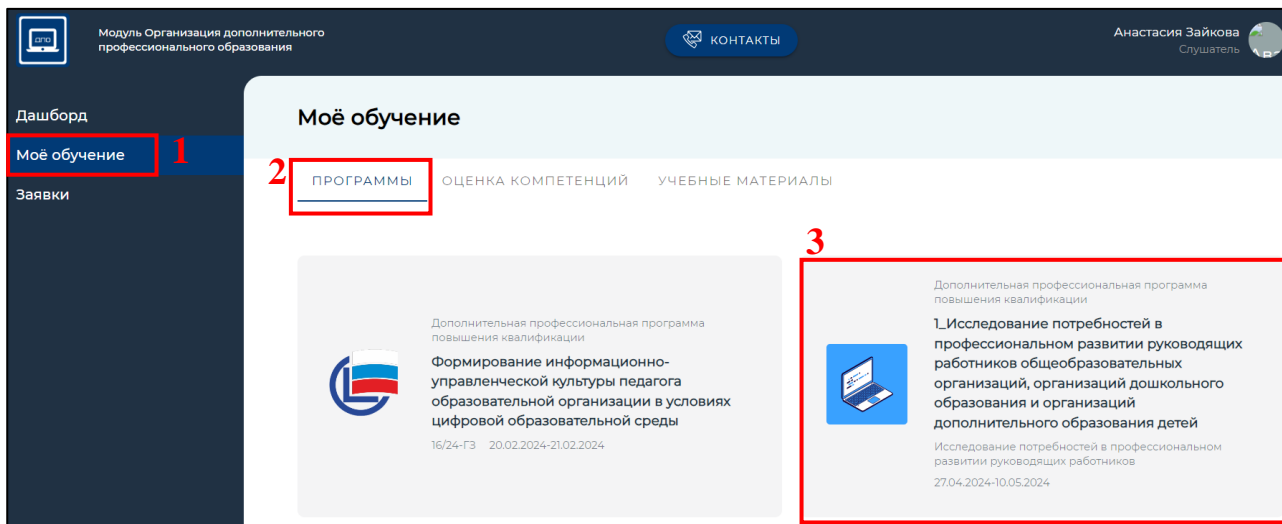 ДПО
Модуль Организация дополнительного
профессионального образования
КОНТАКТЫ
Анастасия Зайкова
Слушатель
Дашборд
Моё обучение
1
Заявки
Моё обучение
2
ПРОГРАММЫ
ОЦЕНКА КОМПЕТЕНЦИЙ
УЧЕБНЫЕ МАТЕРИАЛЫ
Дополнительная профессиональная программа
повышения квалификации
Формирование информационно-
управленческой культуры педагога
образовательной организации в условиях
цифровой образовательной среды
16/24-ГЗ 20.02.2024-21.02.2024
3
Дополнительная профессиональная программа
повышения квалификации
1_Исследование потребностей в
профессиональном развитии руководящих
работников общеобразовательных
организаций, организаций дошкольного
образования и организаций
дополнительного образования детей
Исследование потребностей в профессиональном
развитии руководящих работников
27.04.2024-10.05.2024